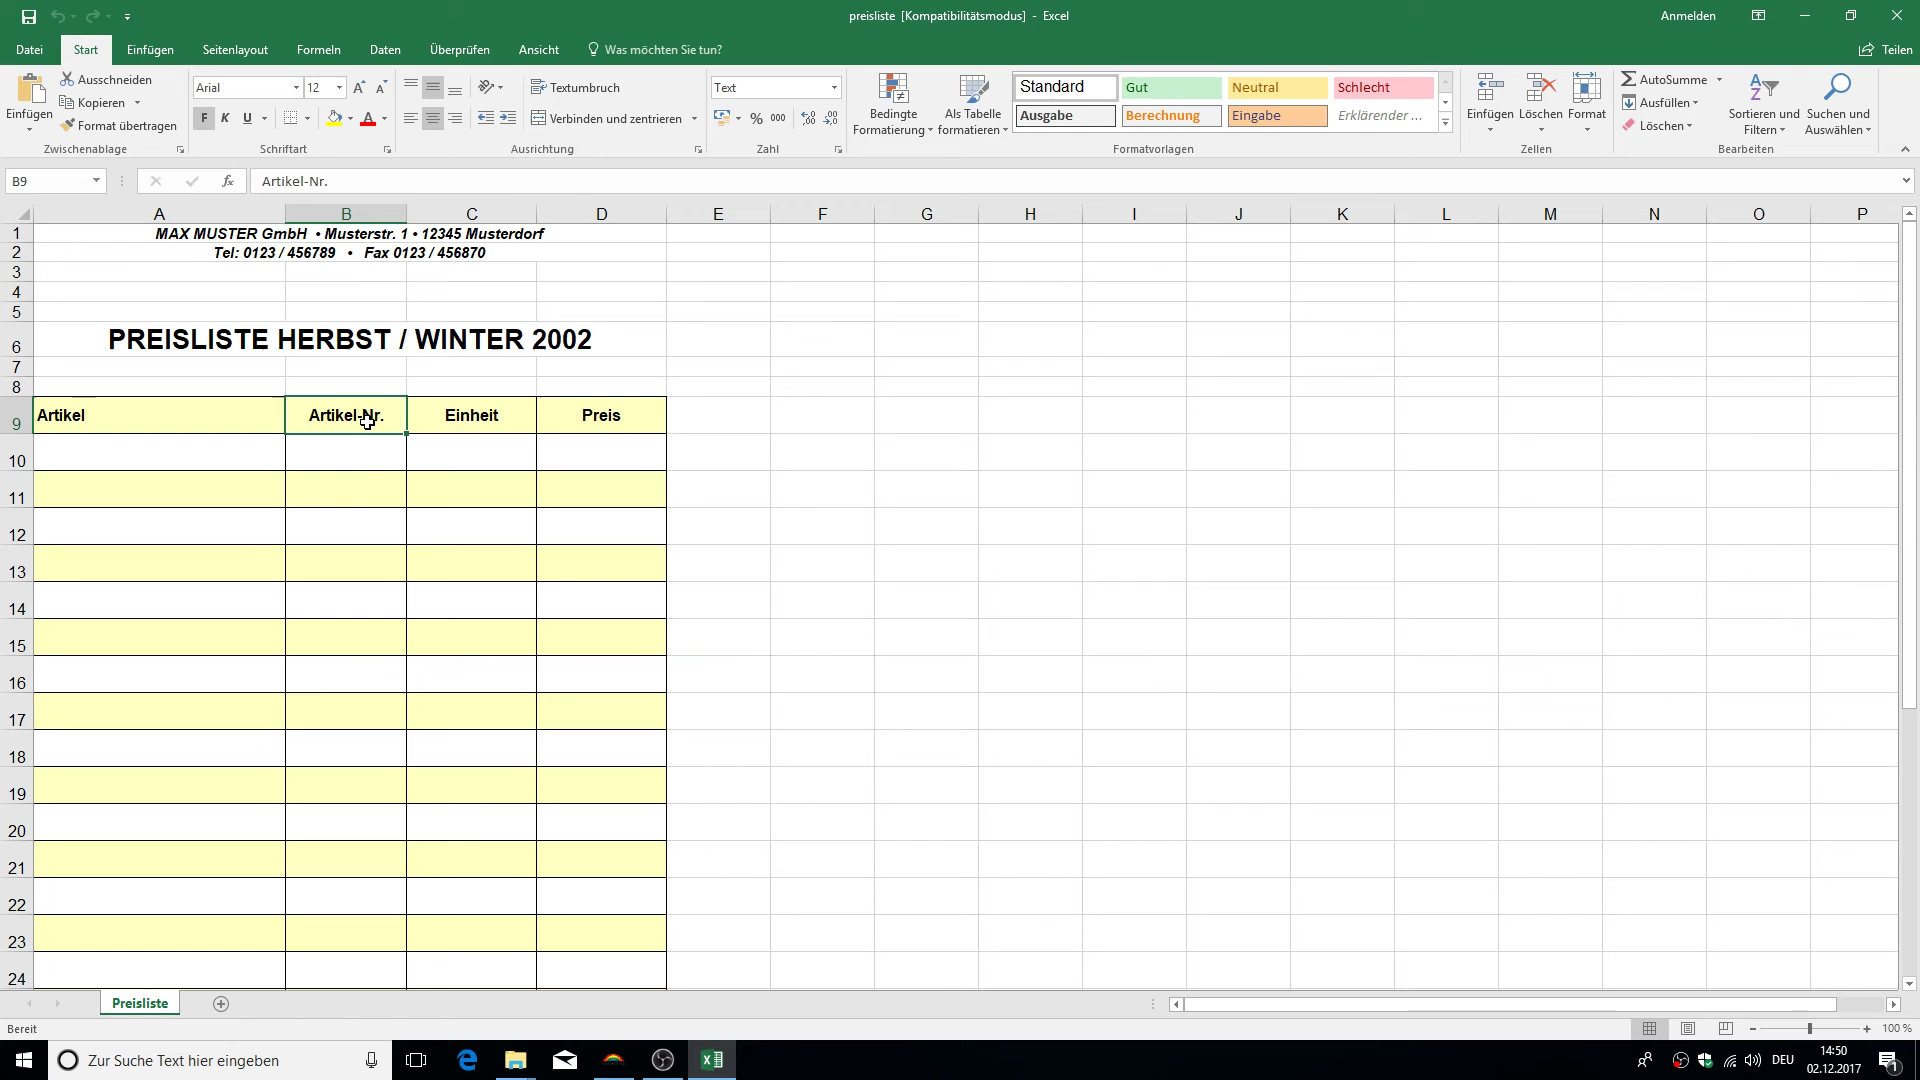 preisliste [Kompatibilitätsmodus] - Excel
Anmelden
Datei Start Einfügen Seitenlayout Formeln Daten Überprüfen Ansicht Was möchten Sie tun? Teilen
Einfügen
Ausschneiden
Kopieren
Format übertragen
Zwischenablage
Arial 12
F K U
Schriftart
Textumbruch
Verbinden und zentrieren
Ausrichtung
Text
% 000
Zahl
Bedingte Formatierung
Als Tabelle formatieren
Standard Gut Neutral Schlecht
Ausgabe Berechnung Eingabe Erklärender ...
Formatvorlagen
Einfügen Löschen Format
Zellen
AutoSumme
Ausfüllen
Löschen
Sortieren und Filtern
Suchen und Auswählen
Bearbeiten
B9 fx Artikel-Nr.
A B C D E F G H I J K L M N O P
1 MAX MUSTER GmbH • Musterstr. 1 • 12345 Musterdorf
2 Tel: 0123 / 456789 • Fax 0123 / 456870
3
4
5
6 PREISLISTE HERBST / WINTER 2002
7
8
9 Artikel Artikel-Nr. Einheit Preis
10
11
12
13
14
15
16
17
18
19
20
21
22
23
24
Preisliste
Bereit
100 %
Zur Suche Text hier eingeben
DEU
14:50
02.12.2017
1